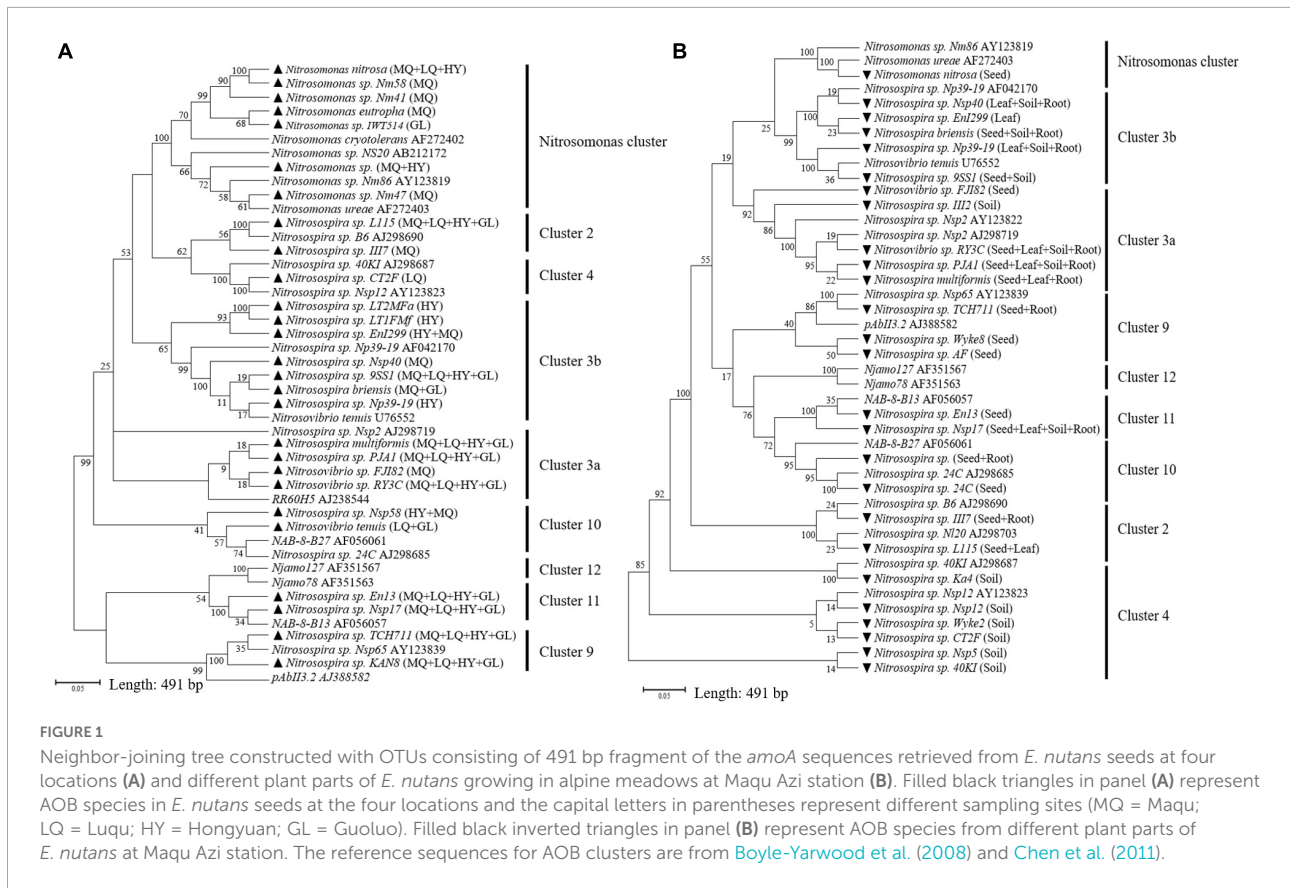 A
100 ▲ Nitrosomonas nitrosa (MQ+LQ+HY)
90 ▲ Nitrosomonas sp. Nm58 (MQ)
99 ▲ Nitrosomonas sp. Nm41 (MQ)
70 ▲ Nitrosomonas eutropha (MQ)
68 ▲ Nitrosomonas sp. IWT514 (GL)
100 Nitrosomonas cryotolerans AF272402
Nitrosomonas cluster
Nitrosomonas sp. NS20 AB212172
66 ▲ Nitrosomonas sp. (MQ+HY)
72 Nitrosomonas sp. Nm86 AY123819
58 ▲ Nitrosomonas sp. Nm47 (MQ)
61 Nitrosomonas ureae AF272403
100 ▲ Nitrosospira sp. L115 (MQ+LQ+HY+GL)
56 Nitrosospira sp. B6 AJ298690
Cluster 2
53 62 ▲ Nitrosospira sp. III7 (MQ)
Nitrosospira sp. 40KI AJ298687
100 ▲ Nitrosospira sp. CT2F (LQ)
Cluster 4
100 Nitrosospira sp. Nsp12 AY123823
100 ▲ Nitrosospira sp. LT2MFa (HY)
93 ▲ Nitrosospira sp. LT1FMf (HY)
▲ Nitrosospira sp. EnI299 (HY+MQ)
65 Nitrosospira sp. Np39-19 AF042170
99 ▲ Nitrosospira sp. Nsp40 (MQ)
Cluster 3b
25 19 ▲ Nitrosospira sp. 9SS1 (MQ+LQ+HY+GL)
100 ▲ Nitrosospira briensis (MQ+GL)
11 ▲ Nitrosospira sp. Np39-19 (HY)
17 Nitrosovibrio tenuis U76552
Nitrosospira sp. Nsp2 AJ298719
18 ▲ Nitrosospira multiformis (MQ+LQ+HY+GL)
99 ▲ Nitrosospira sp. PJA1 (MQ+LQ+HY+GL)
Cluster 3a
9 ▲ Nitrosovibrio sp. FJI82 (MQ)
18 ▲ Nitrosovibrio sp. RY3C (MQ+LQ+HY+GL)
RR60H5 AJ238544
▲ Nitrosospira sp. Nsp58 (HY+MQ)
41 ▲ Nitrosovibrio tenuis (LQ+GL)
Cluster 10
57 NAB-8-B27 AF056061
74 Nitrosospira sp. 24C AJ298685
100 Njamo127 AF351567
Cluster 12
Njamo78 AF351563
54 ▲ Nitrosospira sp. En13 (MQ+LQ+HY+GL)
100 ▲ Nitrosospira sp. Nsp17 (MQ+LQ+HY+GL)
Cluster 11
34 NAB-8-B13 AF056057
▲ Nitrosospira sp. TCH711 (MQ+LQ+HY+GL)
35 Nitrosospira sp. Nsp65 AY123839
Cluster 9
100 ▲ Nitrosospira sp. KAN8 (MQ+LQ+HY+GL)
99 pAbII3.2 AJ388582
0.05 Length: 491 bp
B
100 Nitrosomonas sp. Nm86 AY123819
Nitrosomonas ureae AF272403
Nitrosomonas cluster
100 ▼ Nitrosomonas nitrosa (Seed)
Nitrosospira sp. Np39-19 AF042170
19 ▼ Nitrosospira sp. Nsp40 (Leaf+Soil+Root)
100 ▼ Nitrosospira sp. EnI299 (Leaf)
25 23 ▼ Nitrosospira briensis (Seed+Soil+Root)
Cluster 3b
99 ▼ Nitrosospira sp. Np39-19 (Leaf+Soil+Root)
19 100 Nitrosovibrio tenuis U76552
36 ▼ Nitrosospira sp. 9SS1 (Seed+Soil)
▼ Nitrosovibrio sp. FJI82 (Seed)
92 ▼ Nitrosospira sp. III2 (Soil)
86 Nitrosospira sp. Nsp2 AY123822
19 Nitrosospira sp. Nsp2 AJ298719
Cluster 3a
100 ▼ Nitrosovibrio sp. RY3C (Seed+Leaf+Soil+Root)
55 95 ▼ Nitrosospira sp. PJA1 (Seed+Leaf+Soil+Root)
22 ▼ Nitrosospira multiformis (Seed+Leaf+Root)
100 Nitrosospira sp. Nsp65 AY123839
86 ▼ Nitrosospira sp. TCH711 (Seed+Root)
40 pAbII3.2 AJ388582
Cluster 9
▼ Nitrosospira sp. Wyke8 (Seed)
50 ▼ Nitrosospira sp. AF (Seed)
17 100 Njamo127 AF351567
Cluster 12
Njamo78 AF351563
100 35 NAB-8-B13 AF056057
76 100 ▼ Nitrosospira sp. En13 (Seed)
Cluster 11
▼ Nitrosospira sp. Nsp17 (Seed+Leaf+Soil+Root)
72 NAB-8-B27 AF056061
95 ▼ Nitrosospira sp. (Seed+Root)
Cluster 10
95 Nitrosospira sp. 24C AJ298685
100 ▼ Nitrosospira sp. 24C (Seed)
92 24 Nitrosospira sp. B6 AJ298690
▼ Nitrosospira sp. III7 (Seed+Root)
Cluster 2
100 Nitrosospira sp. Nl20 AJ298703
23 ▼ Nitrosospira sp. L115 (Seed+Leaf)
85 Nitrosospira sp. 40KI AJ298687
100 ▼ Nitrosospira sp. Ka4 (Soil)
Nitrosospira sp. Nsp12 AY123823
14 ▼ Nitrosospira sp. Nsp12 (Soil)
Cluster 4
5 ▼ Nitrosospira sp. Wyke2 (Soil)
13 ▼ Nitrosospira sp. CT2F (Soil)
▼ Nitrosospira sp. Nsp5 (Soil)
14 ▼ Nitrosospira sp. 40KI (Soil)
0.05 Length: 491 bp
FIGURE 1
Neighbor-joining tree constructed with OTUs consisting of 491 bp fragment of the amoA sequences retrieved from E. nutans seeds at four
locations (A) and different plant parts of E. nutans growing in alpine meadows at Maqu Azi station (B). Filled black triangles in panel (A) represent
AOB species in E. nutans seeds at the four locations and the capital letters in parentheses represent different sampling sites (MQ = Maqu;
LQ = Luqu; HY = Hongyuan; GL = Guoluo). Filled black inverted triangles in panel (B) represent AOB species from different plant parts of
E. nutans at Maqu Azi station. The reference sequences for AOB clusters are from Boyle-Yarwood et al. (2008) and Chen et al. (2011).